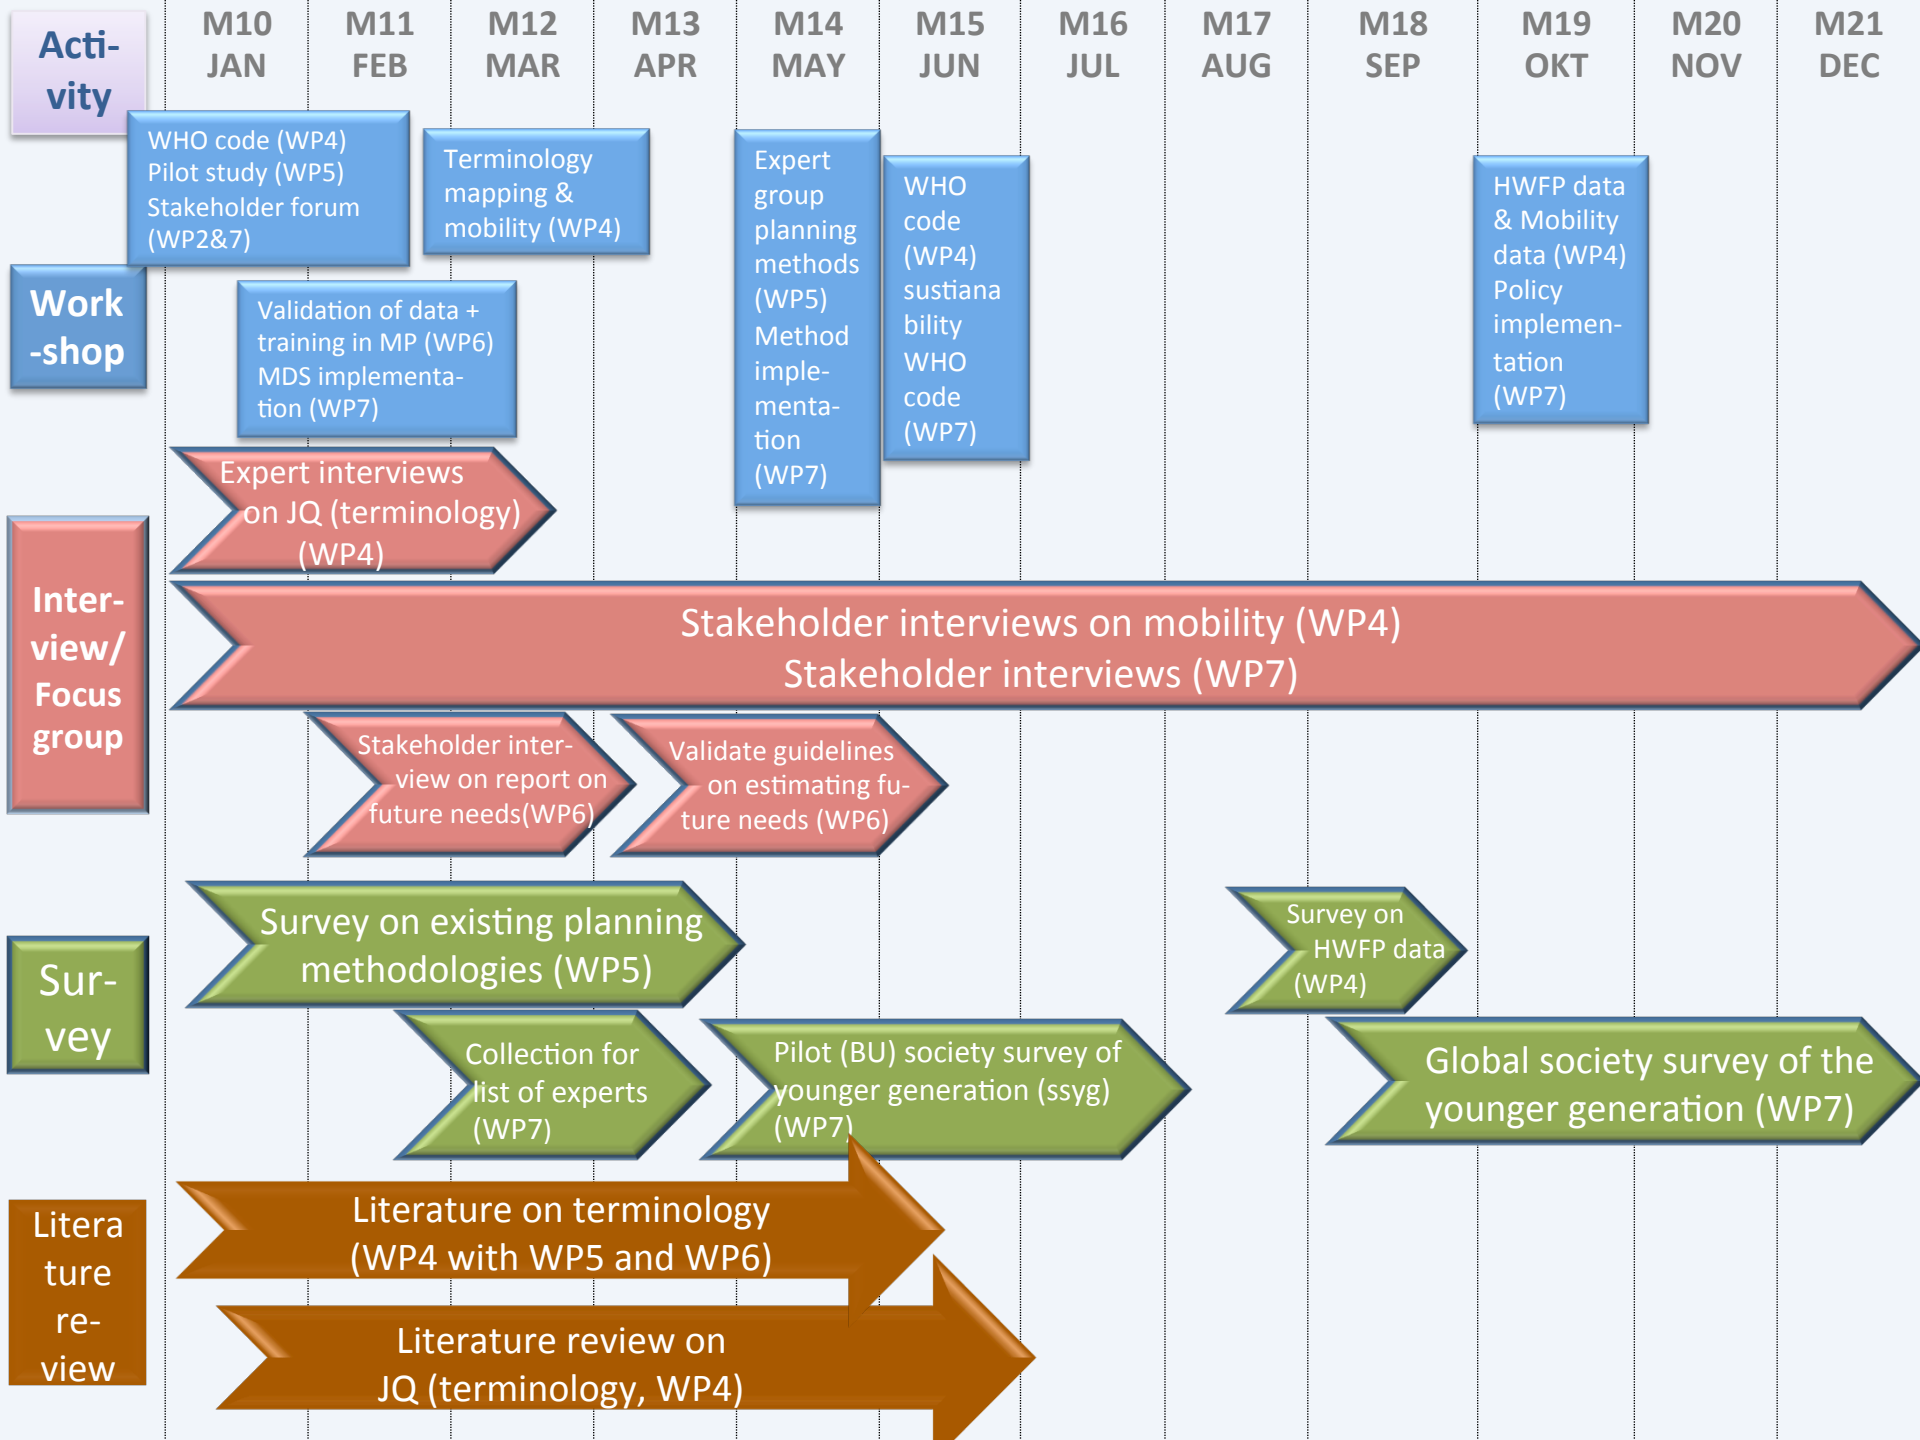 Acti-
vity
M10
JAN
M11
FEB
M12
MAR
M13
APR
M14
MAY
M15
JUN
M16
JUL
M17
AUG
M18
SEP
M19
OKT
M20
NOV
M21
DEC
Work
-shop
WHO code (WP4)
Pilot study (WP5)
Stakeholder forum
(WP2&7)
Terminology
mapping &
mobility (WP4)
Validation of data +
training in MP (WP6)
MDS implementa-
tion (WP7)
Expert
group
planning
methods
(WP5)
Method
imple-
menta-
tion
(WP7)
WHO
code
(WP4)
sustiana
bility
WHO
code
(WP7)
HWFP data
& Mobility
data (WP4)
Policy
implemen-
tation
(WP7)
Inter-
view/
Focus
group
Expert interviews
on JQ (terminology)
(WP4)
Stakeholder interviews on mobility (WP4)
Stakeholder interviews (WP7)
Stakeholder inter-
view on report on
future needs(WP6)
Validate guidelines
on estimating fu-
ture needs (WP6)
Sur-
vey
Survey on existing planning
methodologies (WP5)
Survey on
HWFP data
(WP4)
Collection for
list of experts
(WP7)
Pilot (BU) society survey of
younger generation (ssyg)
(WP7)
Global society survey of the
younger generation (WP7)
Litera
ture
re-
view
Literature on terminology
(WP4 with WP5 and WP6)
Literature review on
JQ (terminology, WP4)